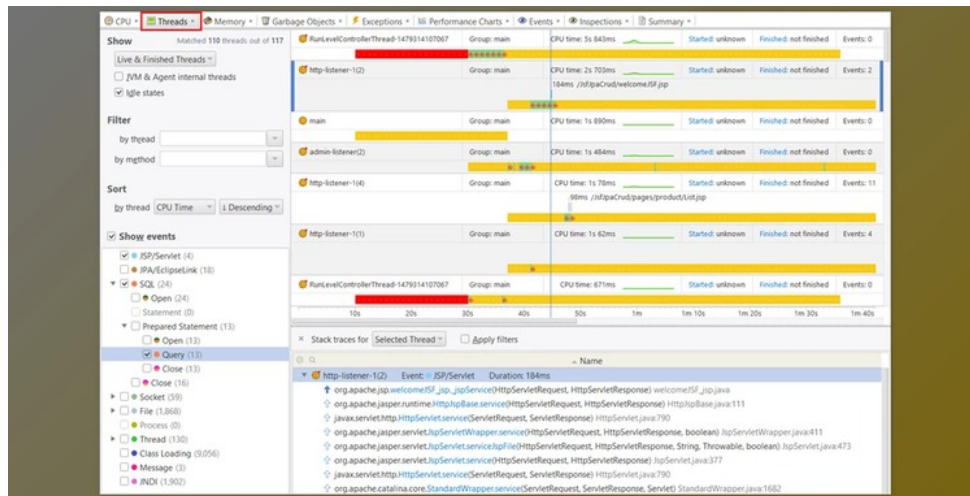 CPU Threads Memory Garbage Objects Exceptions Performance Charts Events Inspections Summary
Show Matched 110 threads out of 117
Live & Finished Threads
JVM & Agent internal threads
Idle states
Filter
by thread
by method
Sort
by thread CPU Time Descending
Show events
JSP/Servlet (4)
JPA/EclipseLink (18)
SQL (24)
Open (24)
Statement (0)
Prepared Statement (13)
Open (13)
Query (13)
Close (13)
Close (16)
Socket (59)
File (1,868)
Process (0)
Thread (130)
Class Loading (9,056)
Message (3)
JNDI (1,902)
RunLevelControllerThread-1479314107067 Group: main CPU time: 5s 843ms Started: unknown Finished: not finished Events: 0
http-listener-1(2) Group: main CPU time: 2s 703ms Started: unknown Finished: not finished Events: 2
184ms /JsfJpaCrud/welcomeJSF.jsp
main Group: main CPU time: 1s 890ms Started: unknown Finished: not finished Events: 0
admin-listener(2) Group: main CPU time: 1s 484ms Started: unknown Finished: not finished Events: 0
http-listener-1(4) Group: main CPU time: 1s 78ms Started: unknown Finished: not finished Events: 11
98ms /JsfJpaCrud/pages/product/List.jsp
http-listener-1(1) Group: main CPU time: 1s 62ms Started: unknown Finished: not finished Events: 4
RunLevelControllerThread-1479314107067 Group: main CPU time: 671ms Started: unknown Finished: not finished Events: 0
10s 20s 30s 40s 50s 1m 1m 10s 1m 20s 1m 30s 1m 40s
Stack traces for Selected Thread Apply filters
Name
http-listener-1(2) Event: JSP/Servlet Duration: 184ms
org.apache.jsp.welcomeJSF_jsp._jspService(HttpServletRequest, HttpServletResponse) welcomeJSF_jsp.java
org.apache.jasper.runtime.HttpJspBase.service(HttpServletRequest, HttpServletResponse) HttpJspBase.java:111
javax.servlet.http.HttpServlet.service(ServletRequest, ServletResponse) HttpServlet.java:790
org.apache.jasper.servlet.JspServletWrapper.service(HttpServletRequest, HttpServletResponse, boolean) JspServletWrapper.java:411
org.apache.jasper.servlet.JspServlet.serviceJspFile(HttpServletRequest, HttpServletResponse, String, Throwable, boolean) JspServlet.java:473
org.apache.jasper.servlet.JspServlet.service(HttpServletRequest, HttpServletResponse) JspServlet.java:377
javax.servlet.http.HttpServlet.service(ServletRequest, ServletResponse) HttpServlet.java:790
org.apache.catalina.core.StandardWrapper.service(ServletRequest, ServletResponse, Servlet) StandardWrapper.java:1682